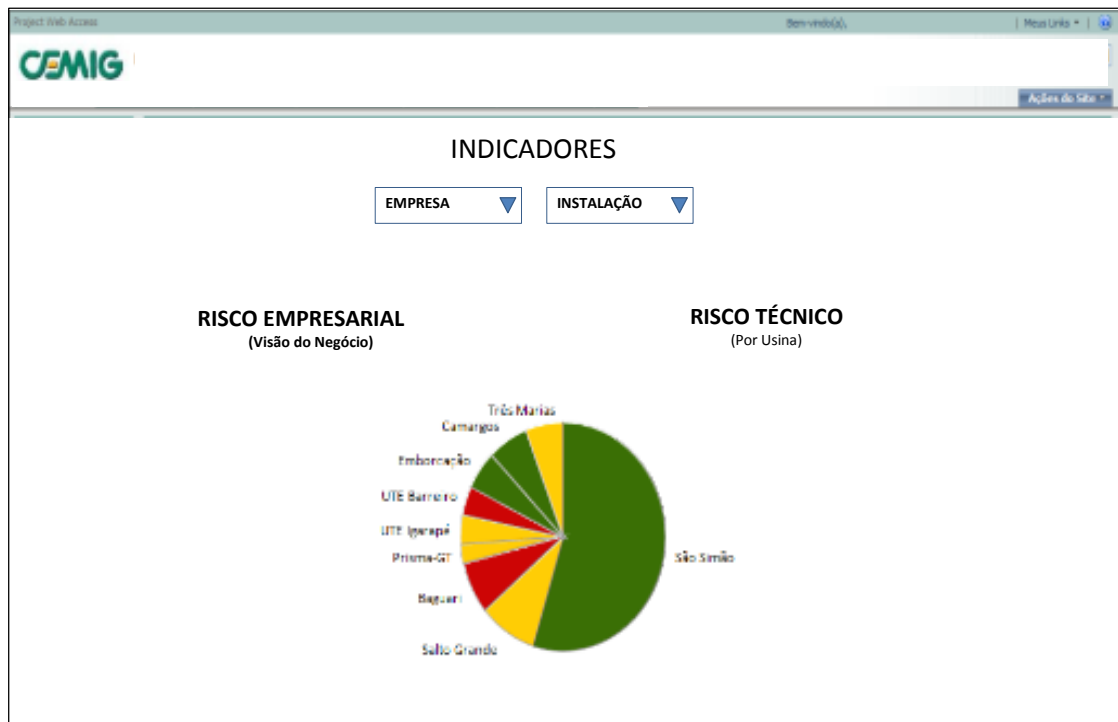 Project Web Access
Bem-vindo(a),
| Meus Links |
CEMIG
Ações do Site
INDICADORES
EMPRESA
INSTALAÇÃO
RISCO EMPRESARIAL
(Visão do Negócio)
RISCO TÉCNICO
(Por Usina)
Três Marias
Camargos
Emborcação
UTE Barreiro
UTE Igarapé
Prisma-GT
São Simão
Baguari
Salto Grande